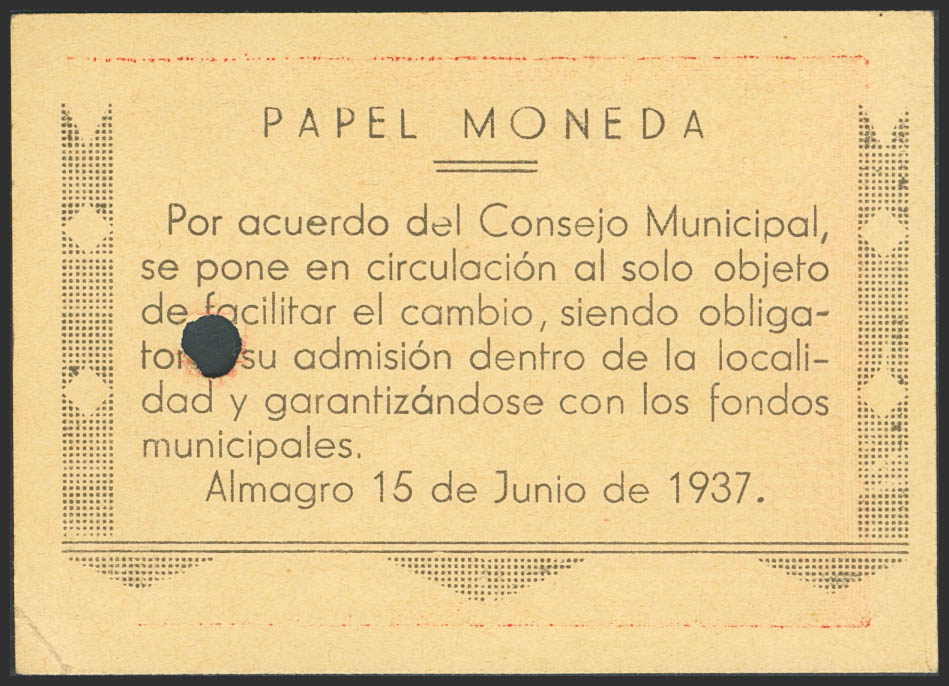 PAPEL MONEDA
Por acuerdo del Consejo Municipal,
se pone en circulación al solo objeto
de facilitar el cambio, siendo obliga-
su admisión dentro de la locali-
dad y garantizándose con los fondos
municipales.
Almagro 15 de Junio de 1937.